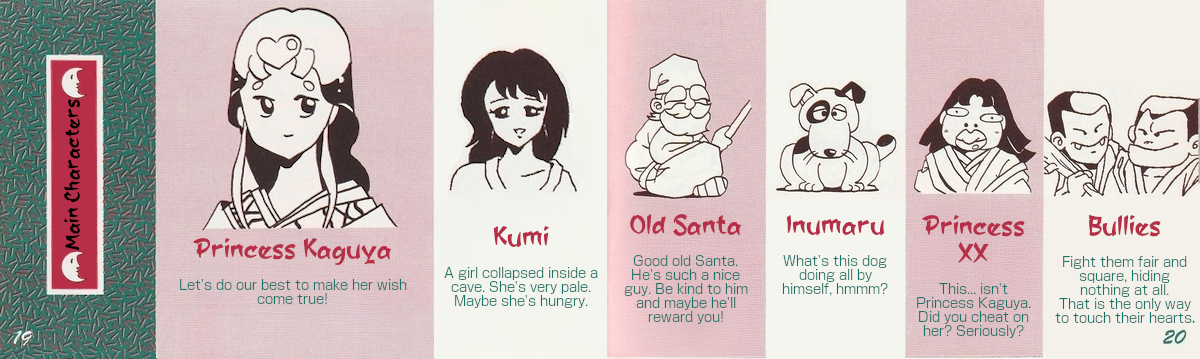 Main Characters
Princess Kaguya
Let's do our best to make her wish
come true!
Kumi
A girl collapsed inside a
cave. She's very pale.
Maybe she's hungry.
Old Santa
Good old Santa.
He's such a nice
guy. Be kind to him
and maybe he'll
reward you!
Inumaru
What's this dog
doing all by
himself, hmmm?
Princess
XX
This... isn't
Princess Kaguya.
Did you cheat on
her? Seriously?
Bullies
Fight them fair and
square, hiding
nothing at all.
That is the only way
to touch their hearts.
19
20